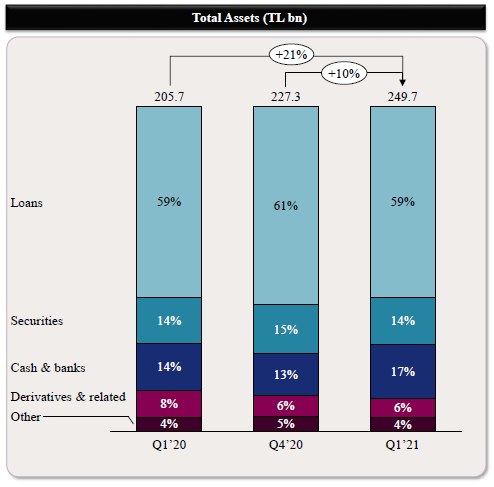 Total Assets (TL bn)
+21%
+10%
205.7 227.3 249.7
Loans 59% 61% 59%
Securities 14% 15% 14%
Cash & banks 14% 13% 17%
Derivatives & related 8% 6% 6%
Other 4% 5% 4%
Q1’20 Q4’20 Q1’21